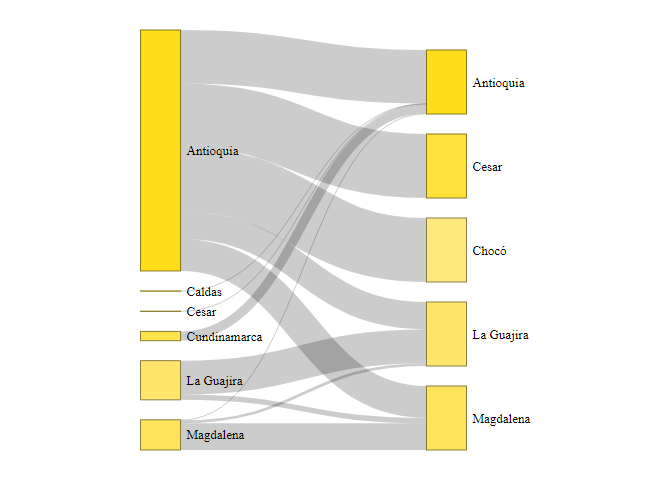 Antioquia
Caldas
Cesar
Cundinamarca
La Guajira
Magdalena
Antioquia
Cesar
Chocó
La Guajira
Magdalena